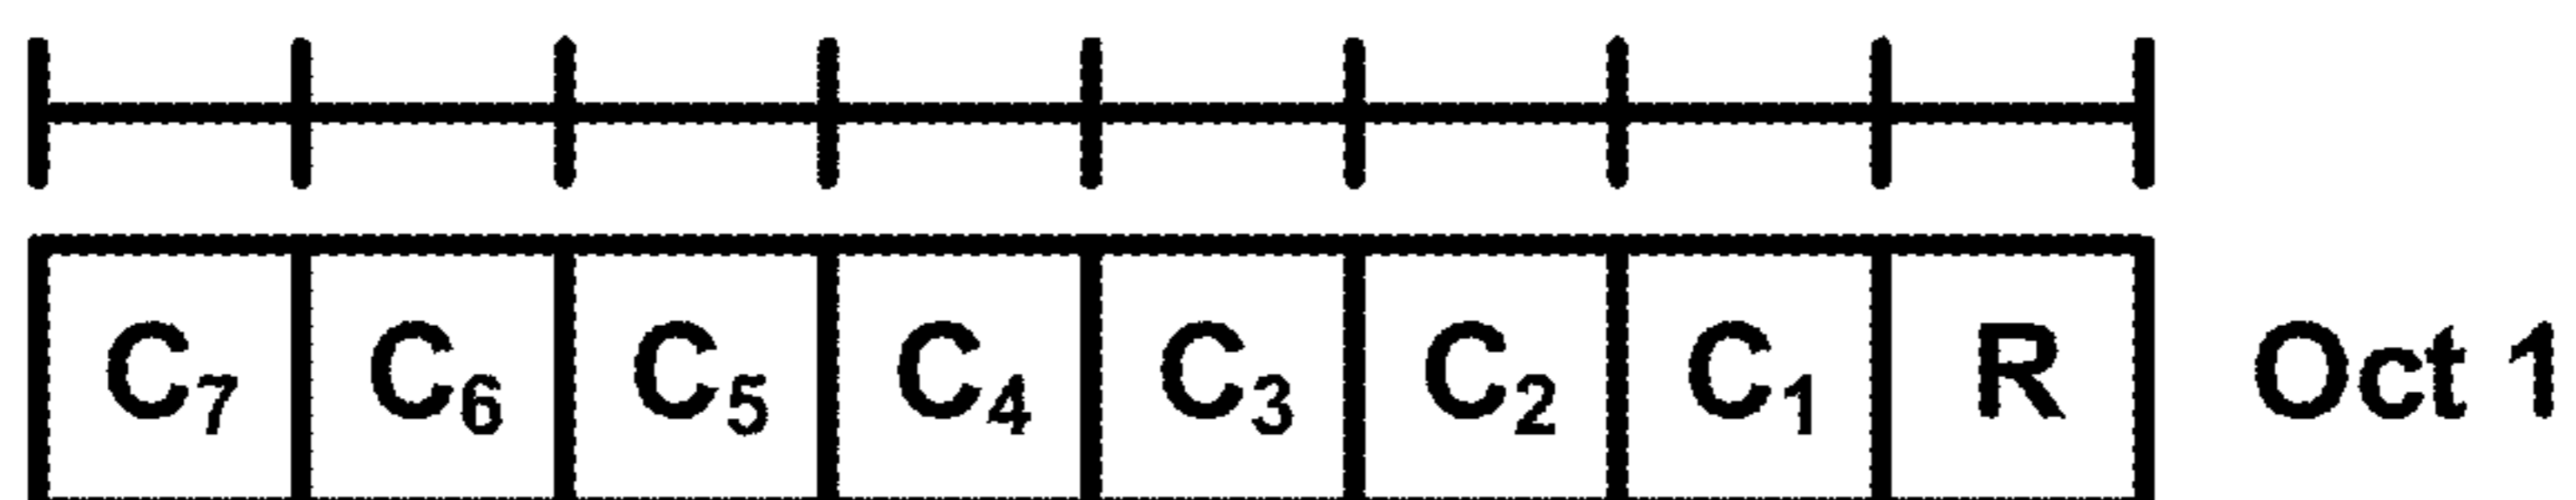 C₇ C₆ C₅ C₄ C₃ C₂ C₁ R Oct 1